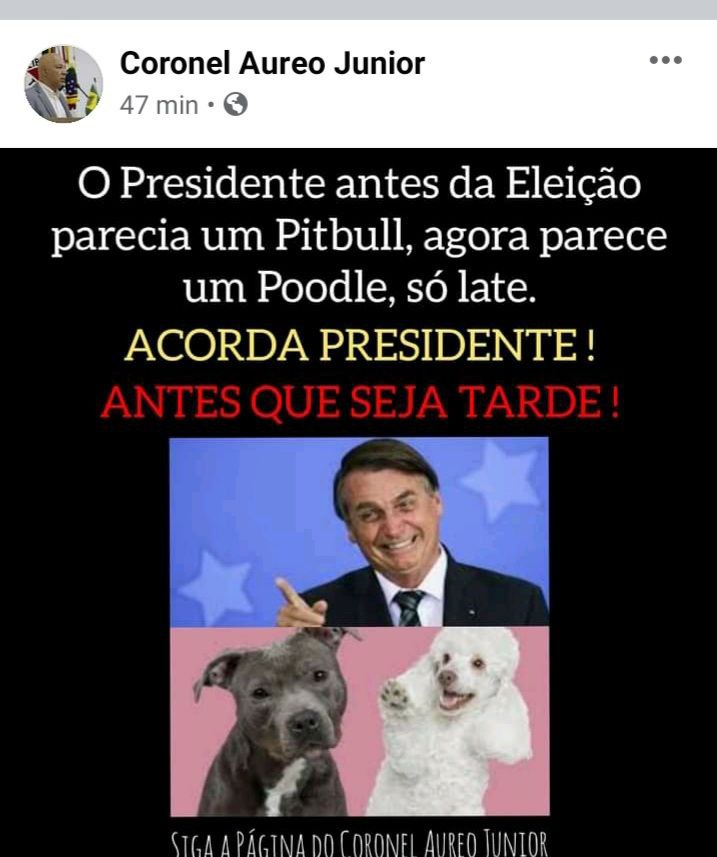 Coronel Aureo Junior
47 min •
O Presidente antes da Eleição
parecia um Pitbull, agora parece
um Poodle, só late.
ACORDA PRESIDENTE !
ANTES QUE SEJA TARDE !
SIGA A PÁGINA DO CORONEL AUREO JUNIOR